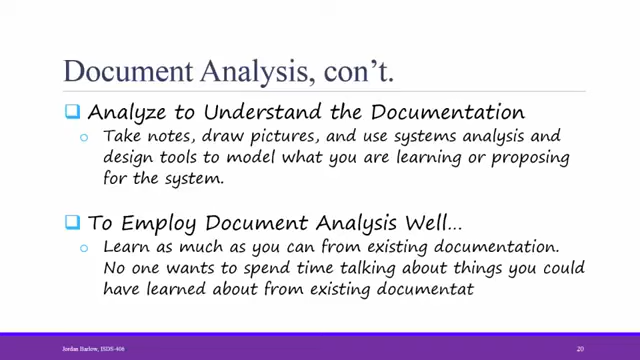 Document Analysis, con’t.
Analyze to Understand the Documentation
Take notes, draw pictures, and use systems analysis and
design tools to model what you are learning or proposing
for the system.
To Employ Document Analysis Well…
Learn as much as you can from existing documentation.
No one wants to spend time talking about things you could
have learned about from existing documentat
Jordan Barlow, ISDS-406
20